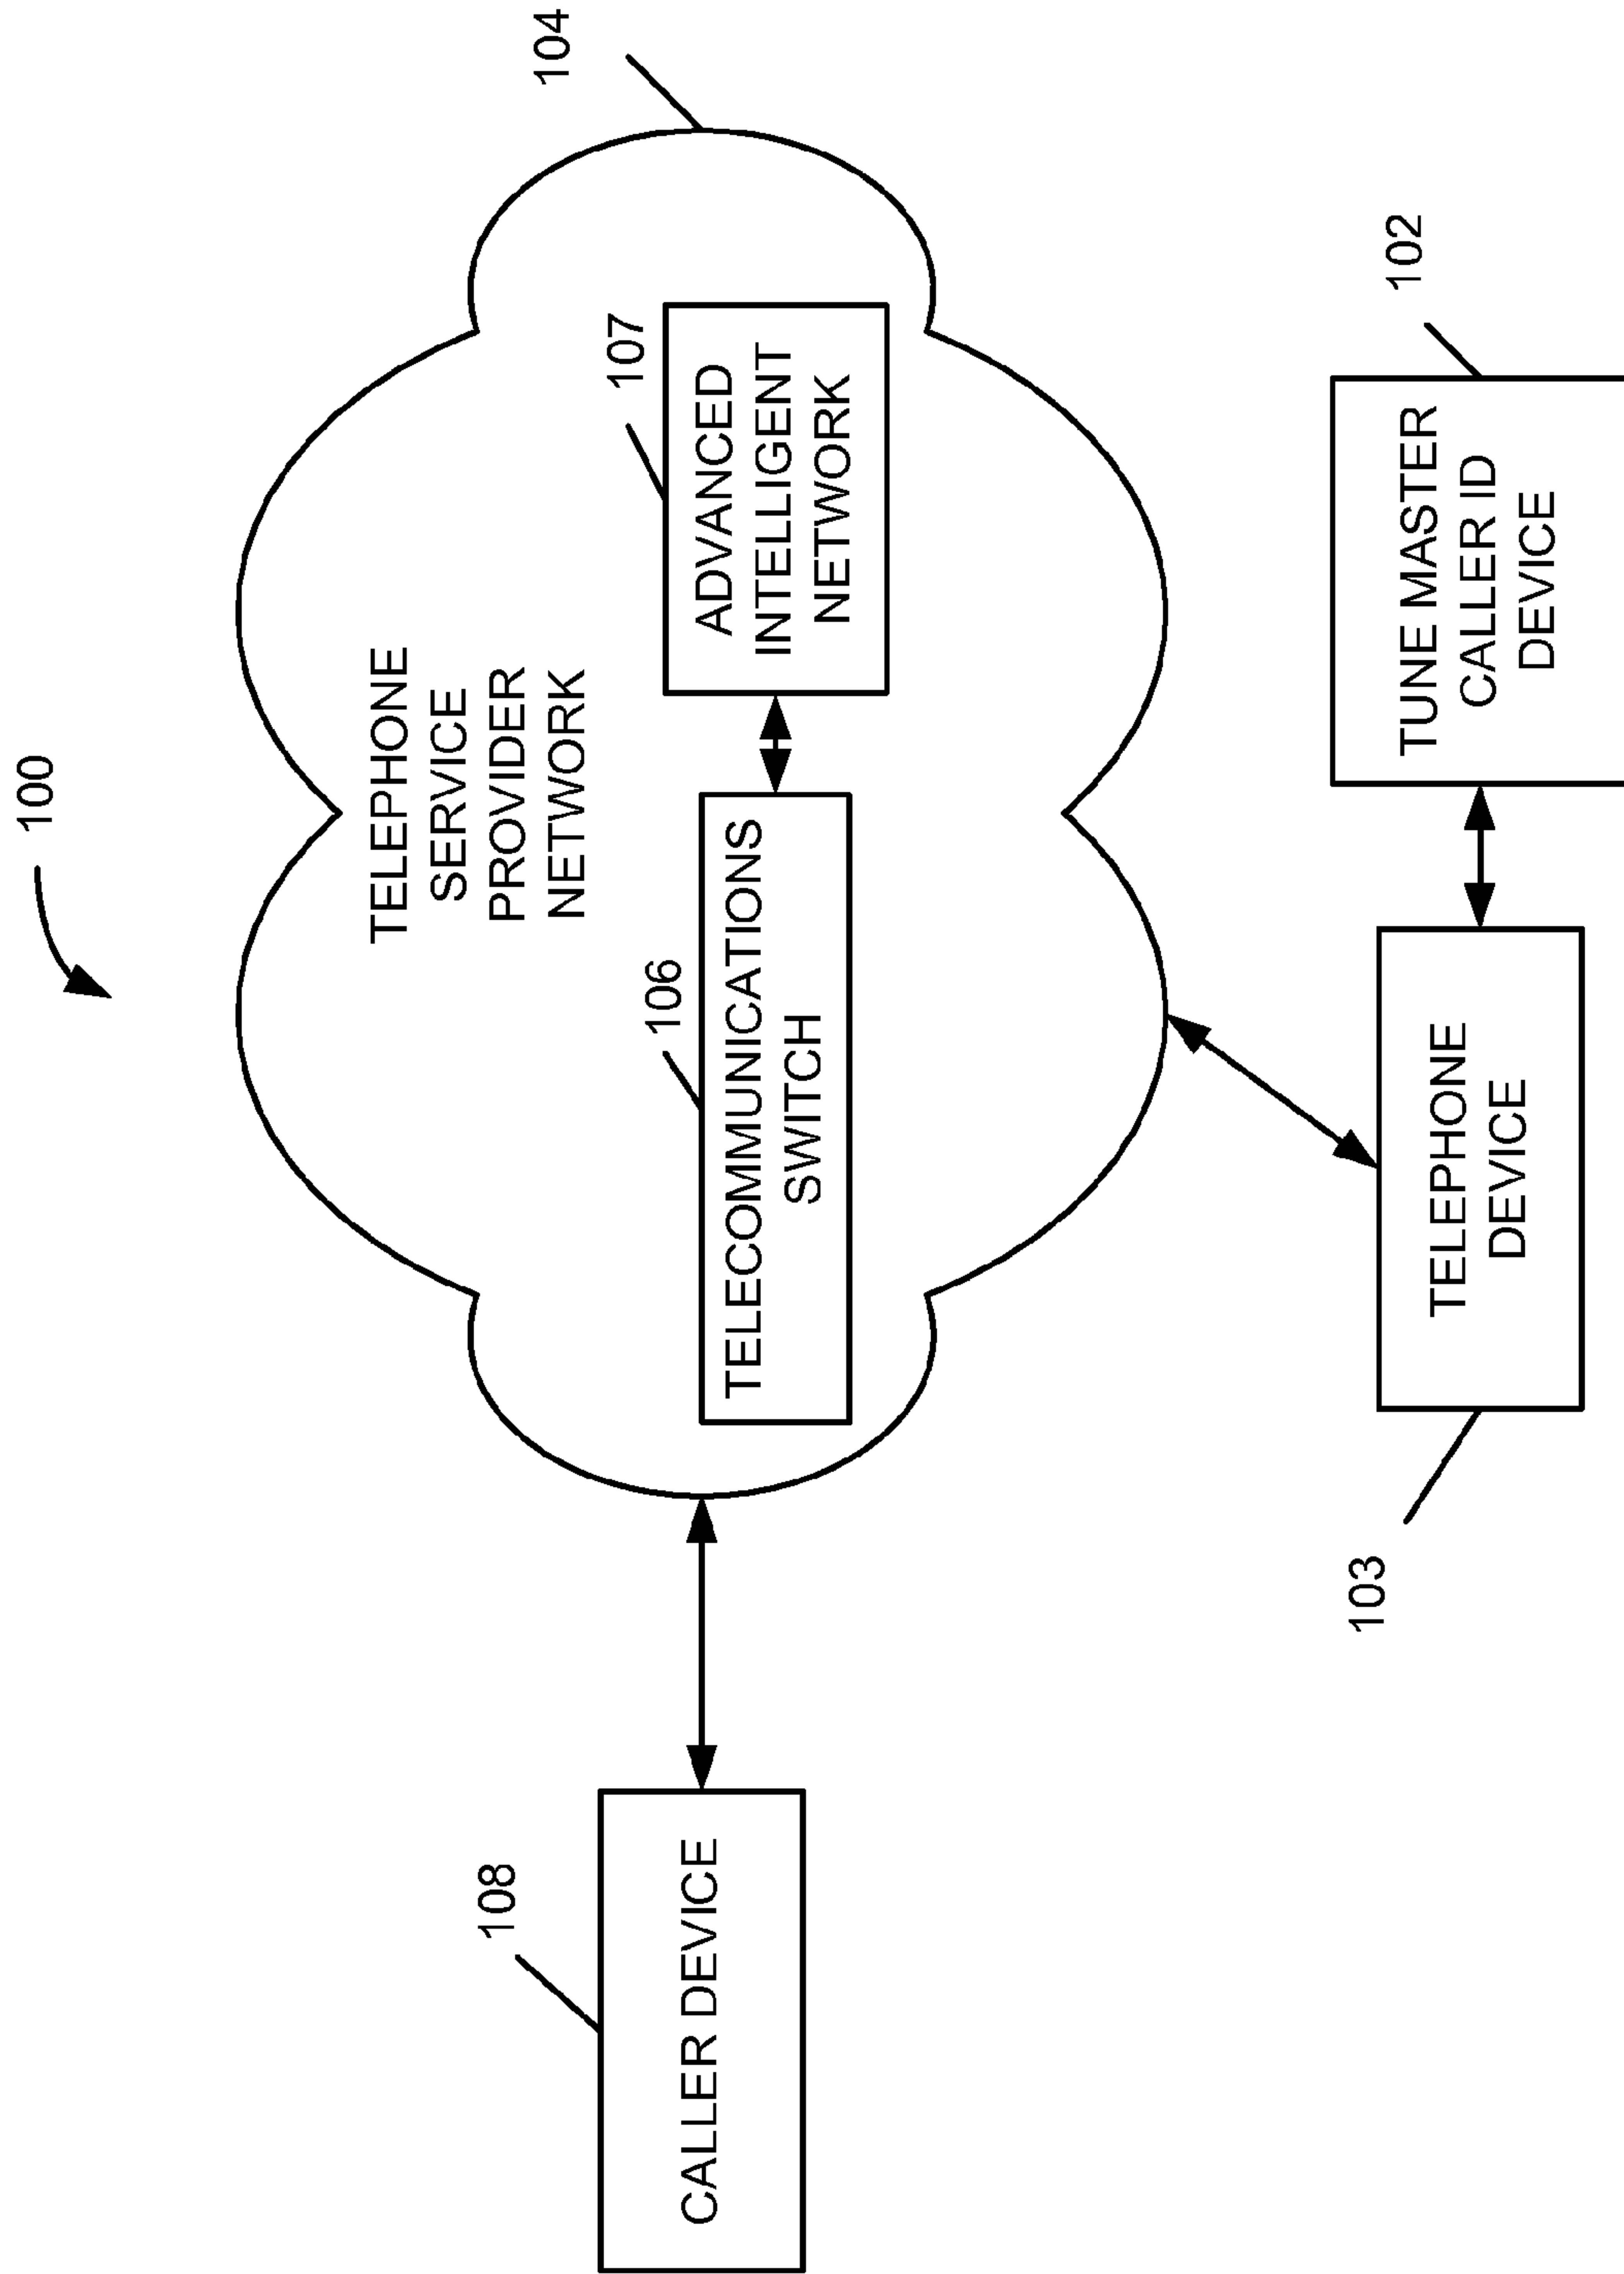 100
104
TELEPHONE
SERVICE
PROVIDER
NETWORK
107
ADVANCED
INTELLIGENT
NETWORK
106
TELECOMMUNICATIONS
SWITCH
108
CALLER DEVICE
102
TUNE MASTER
CALLER ID
DEVICE
103
TELEPHONE
DEVICE